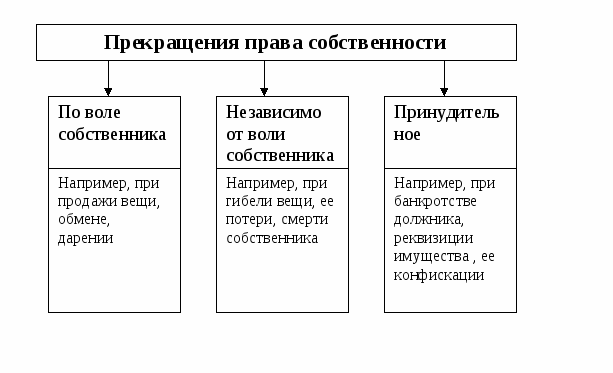 Прекращения права собственности
По воле
собственника
Например, при
продажи вещи,
обмене,
дарении
Независимо
от воли
собственника
Например, при
гибели вещи, ее
потери, смерти
собственника
Принудитель
ное
Например, при
банкротстве
должника,
реквизиции
имущества , ее
конфискации